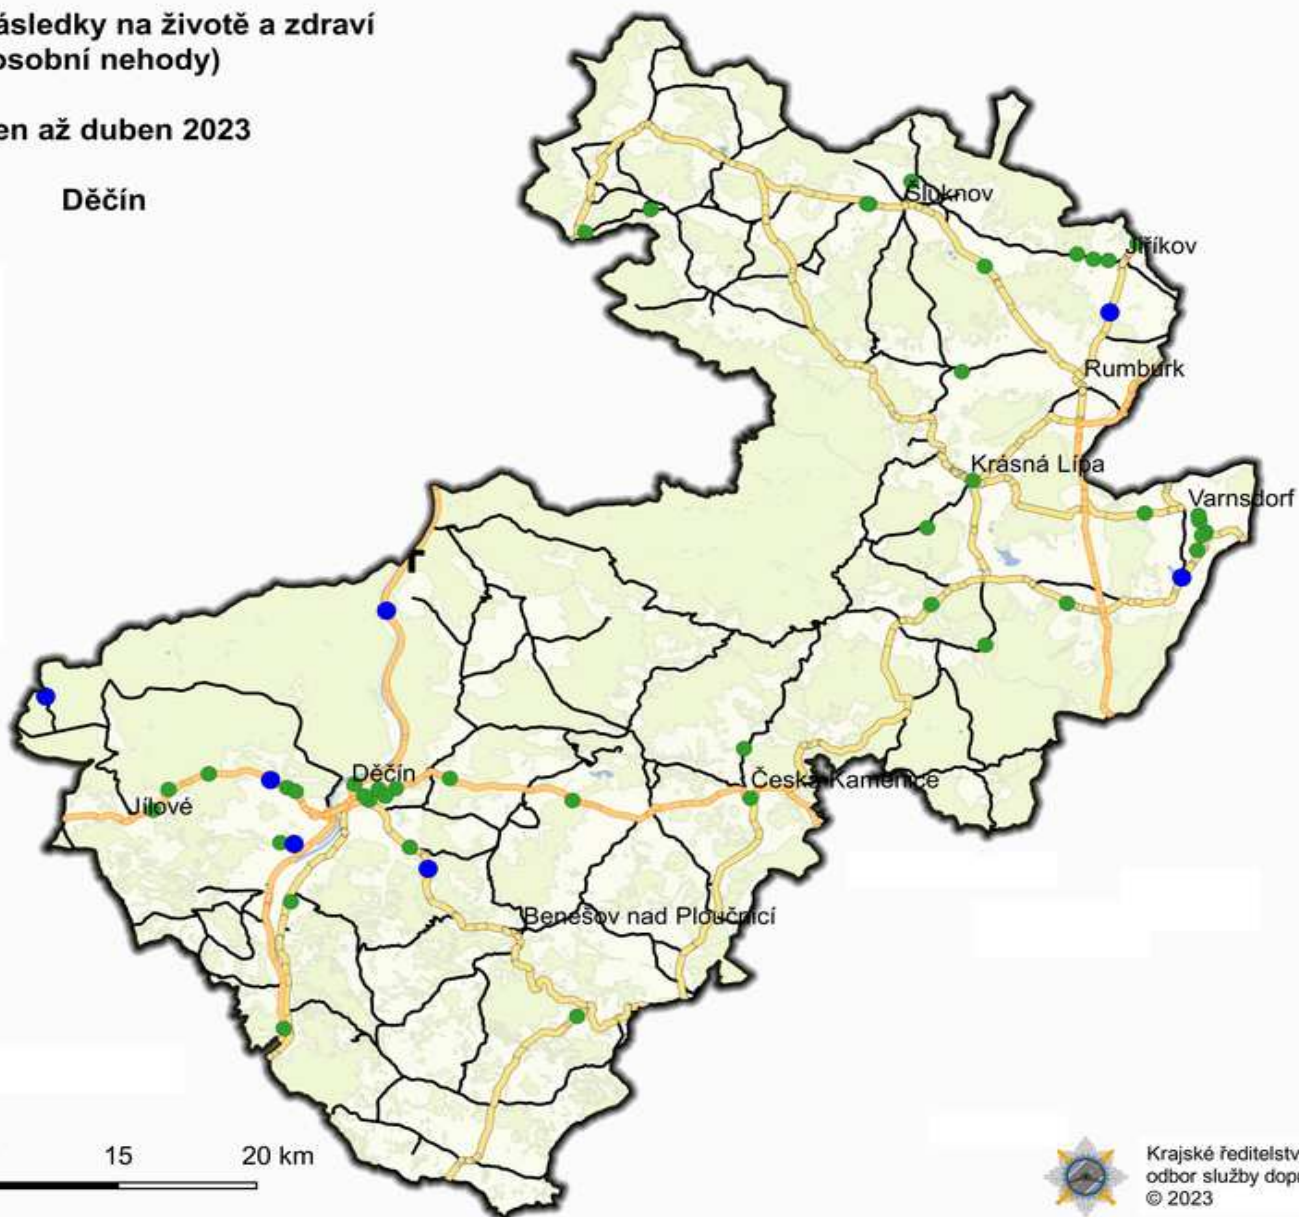 ásledky na životě a zdraví
osobní nehody)
en až duben 2023
Děčín
Šluknov
Jiříkov
Rumburk
Krásná Lípa
Varnsdorf
Děčín
Česká Kamenice
Jílové
Benešov nad Ploučnicí
15
20 km
Krajské ředitelstv
odbor služby dopr
© 2023